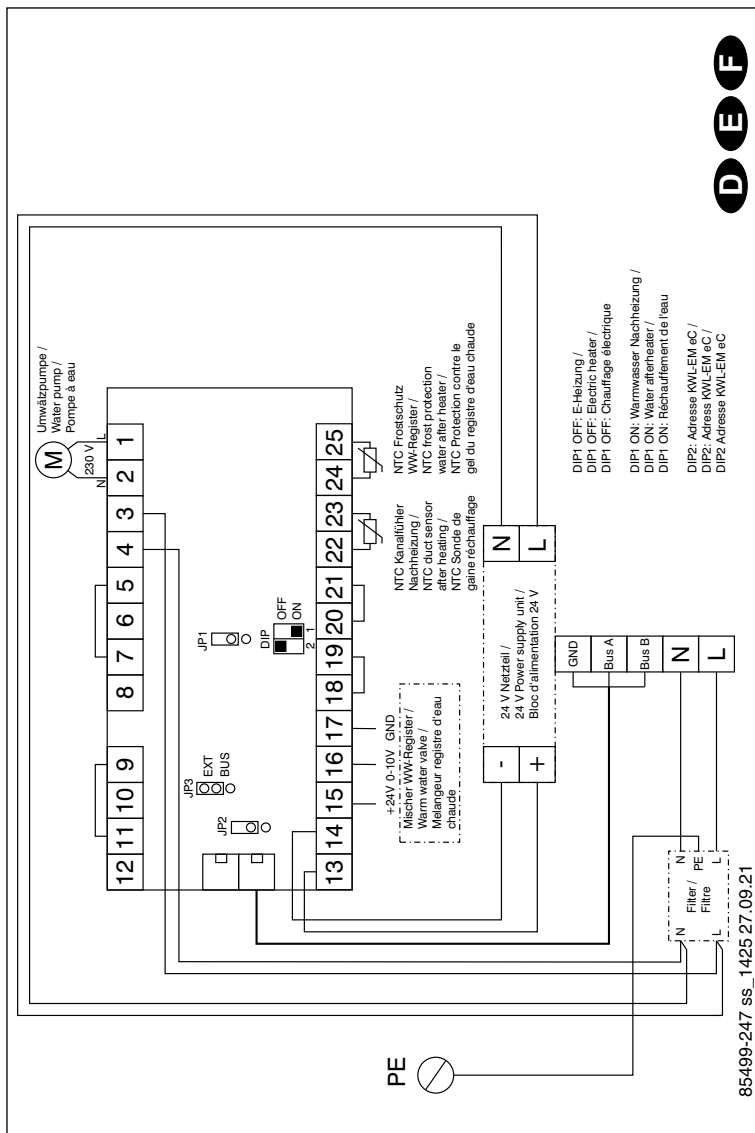 Umwälzpumpe /
Water pump /
Pompe à eau
M
N 230 V L
12 11 10 9 8 7 6 5 4 3 2 1
JP2
JP3
EXT
BUS
JP1
DIP
OFF
ON
2 1
13 14 15 16 17 18 19 20 21 22 23 24 25
+24V 0-10V GND
Mischer WW-Register /
Warm water valve /
Melangeur registre d'eau
chaude
NTC Kanalfühler
Nachheizung /
NTC duct sensor
after heating /
NTC Sonde de
gaine réchauffage
NTC Frostschutz
WW-Register /
NTC frost protection
water after heater /
NTC Protection contre le
gel du registre d'eau chaude
- +
24 V Netzteil /
24 V Power supply unit /
Bloc d'alimentation 24 V
N L
GND
Bus A
Bus B
N
L
PE
N
L
Filter /
Filtre
N
PE
L
DIP1 OFF: E-Heizung /
DIP1 OFF: Electric heater /
DIP1 OFF: Chauffage électrique
DIP1 ON: Warmwasser Nachheizung /
DIP1 ON: Water afterheater /
DIP1 ON: Réchauffement de l'eau
DIP2: Adresse KWL-EM eC /
DIP2: Adress KWL-EM eC /
DIP2 Adresse KWL-EM eC
85499-247 ss_1425 27.09.21
D E F